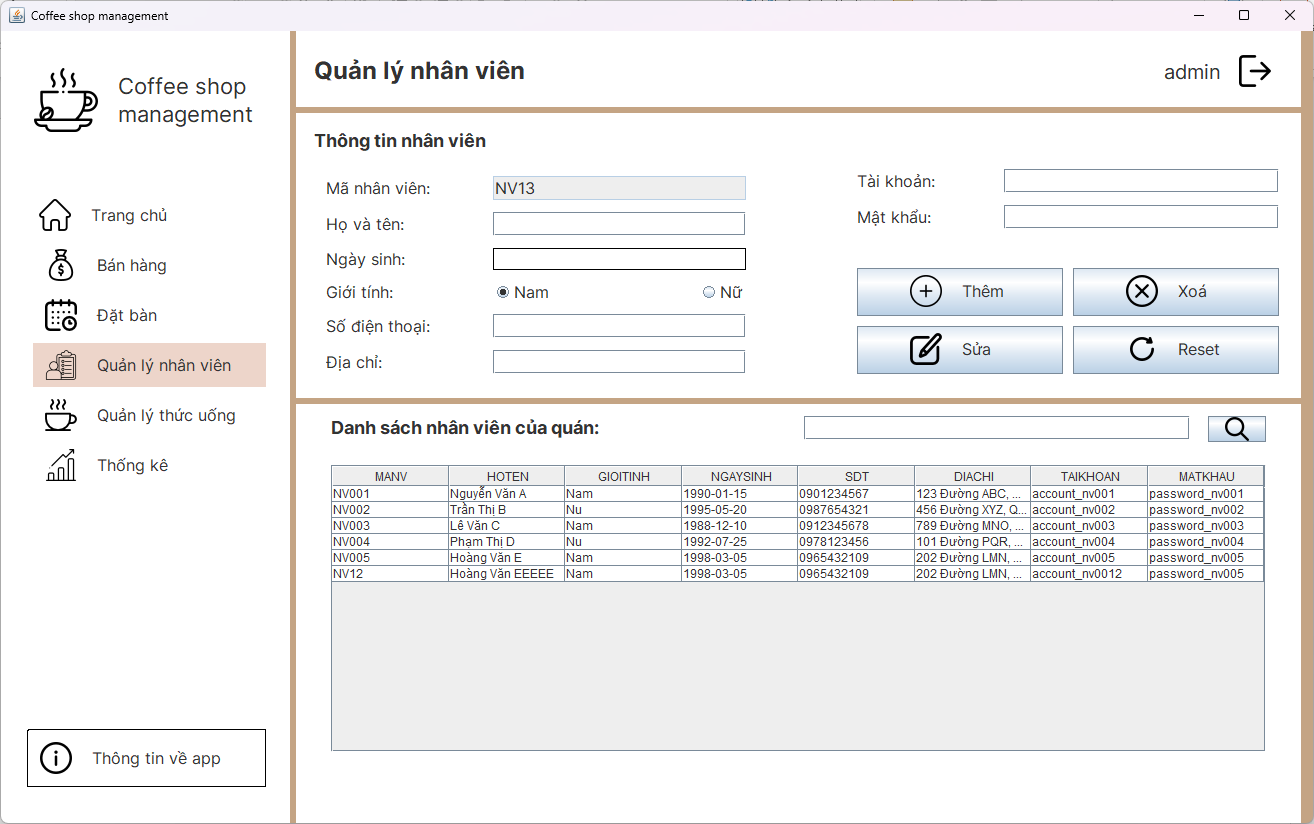 Coffee shop management
Coffee shop
management
Trang chủ
Bán hàng
Đặt bàn
Quản lý nhân viên
Quản lý thức uống
Thống kê
Thông tin về app
Quản lý nhân viên
admin
Thông tin nhân viên
Mã nhân viên: NV13
Họ và tên:
Ngày sinh:
Giới tính: Nam Nữ
Số điện thoại:
Địa chỉ:
Tài khoản:
Mật khẩu:
Thêm Xoá
Sửa Reset
Danh sách nhân viên của quán:
MANV HOTEN GIOITINH NGAYSINH SDT DIACHI TAIKHOAN MATKHAU
NV001 Nguyễn Văn A Nam 1990-01-15 0901234567 123 Đường ABC, ... account_nv001 password_nv001
NV002 Trần Thị B Nu 1995-05-20 0987654321 456 Đường XYZ, Q... account_nv002 password_nv002
NV003 Lê Văn C Nam 1988-12-10 0912345678 789 Đường MNO, ... account_nv003 password_nv003
NV004 Phạm Thị D Nu 1992-07-25 0978123456 101 Đường PQR, ... account_nv004 password_nv004
NV005 Hoàng Văn E Nam 1998-03-05 0965432109 202 Đường LMN, ... account_nv005 password_nv005
NV12 Hoàng Văn EEEEE Nam 1998-03-05 0965432109 202 Đường LMN, ... account_nv0012 password_nv005